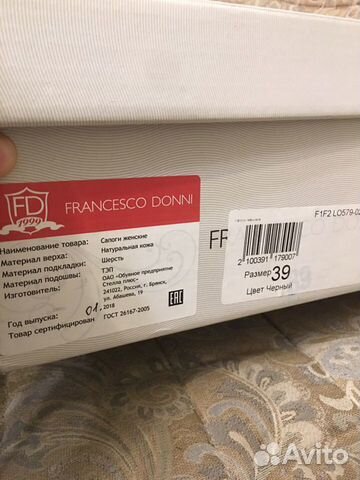 FD
1999
FRANCESCO DONNI
Наименование товара: Сапоги женские
Материал верха: Натуральная кожа
Материал подкладки: Шерсть
Материал подошвы: ТЭП
Изготовитель: ОАО «Обувное предприятие
Стелла плюс»
241022, Россия, г. Брянск,
ул. Абашева, 19
Год выпуска: 01.2018
Товар сертифицирован ГОСТ 26167-2005
EAC
FR
F1F2 LO579-02
2 100391 179007
Размер 39
Цвет Черный
Avito